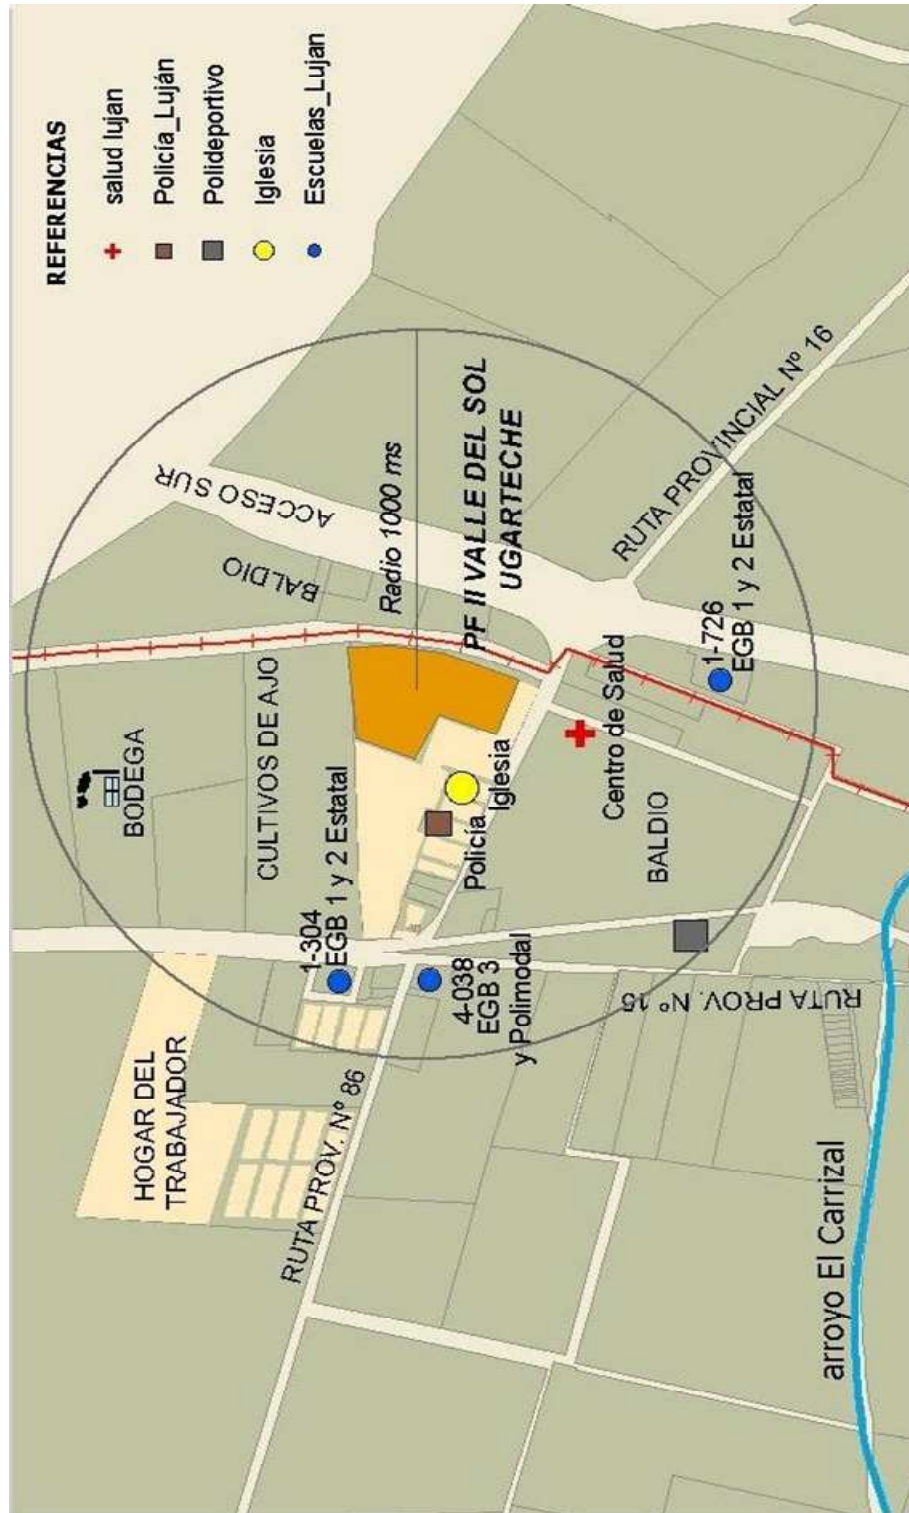 REFERENCIAS
salud lujan
Policía_Luján
Polideportivo
Iglesia
Escuelas_Lujan
ACCESO SUR
BALDIO
Radio 1000 ms
PF II VALLE DEL SOL
UGARTECHE
RUTA PROVINCIAL Nº 16
BODEGA
CULTIVOS DE AJO
1-304
EGB 1 y 2 Estatal
Policía
Iglesia
Centro de Salud
1-726
EGB 1 y 2 Estatal
BALDIO
4-038
EGB 3
y Polimodal
RUTA PROV. Nº 15
HOGAR DEL
TRABAJADOR
RUTA PROV. Nº 86
arroyo El Carrizal